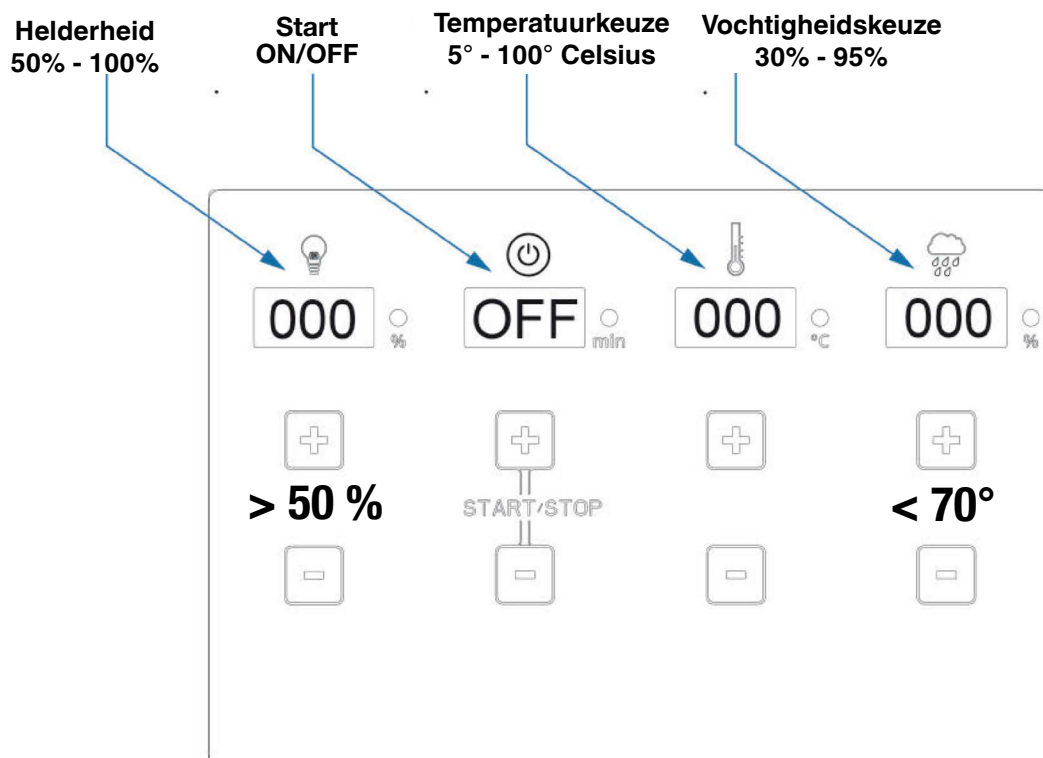 Helderheid
50% - 100%
Start
ON/OFF
Temperatuurkeuze
5° - 100° Celsius
Vochtigheidskeuze
30% - 95%
000 %
OFF min
000 °C
000 %
> 50 %
START/STOP
< 70°